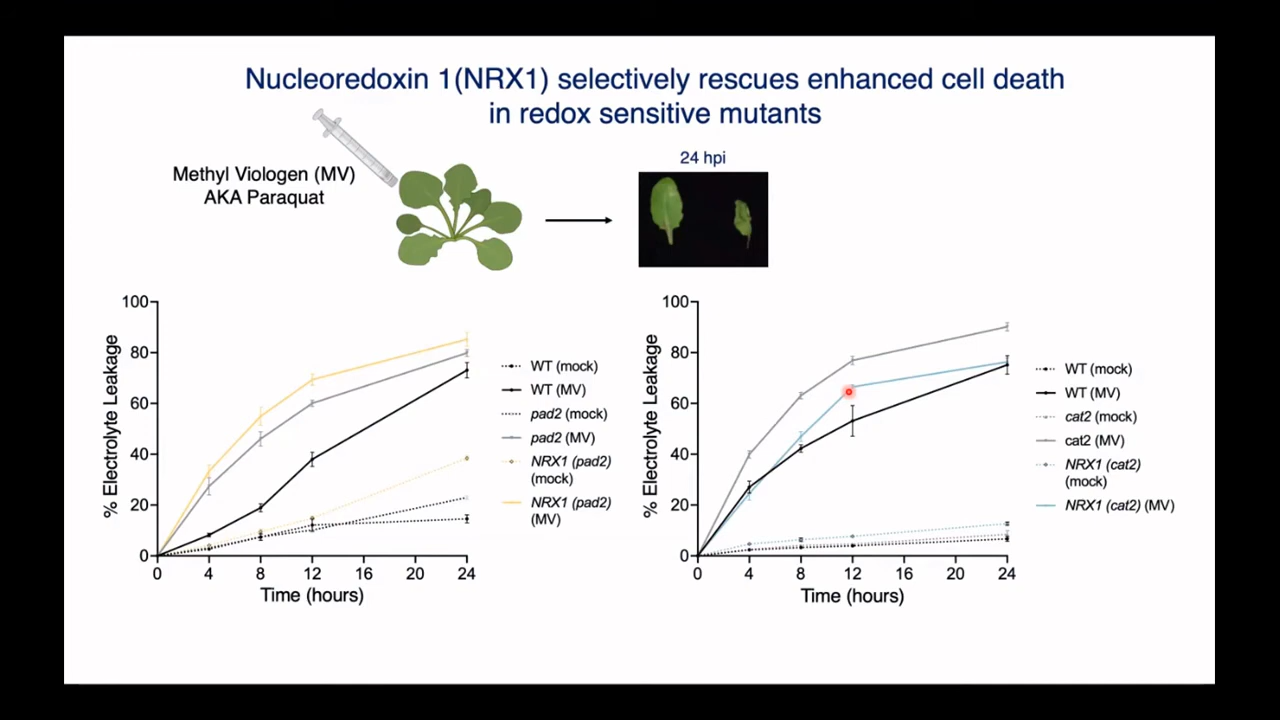 Nucleoredoxin 1(NRX1) selectively rescues enhanced cell death
in redox sensitive mutants
Methyl Viologen (MV)
AKA Paraquat
24 hpi
100
80
60
40
20
0
% Electrolyte Leakage
0 4 8 12 16 20 24
Time (hours)
WT (mock)
WT (MV)
pad2 (mock)
pad2 (MV)
NRX1 (pad2)
(mock)
NRX1 (pad2)
(MV)
100
80
60
40
20
0
% Electrolyte Leakage
0 4 8 12 16 20 24
Time (hours)
WT (mock)
WT (MV)
cat2 (mock)
cat2 (MV)
NRX1 (cat2)
(mock)
NRX1 (cat2) (MV)